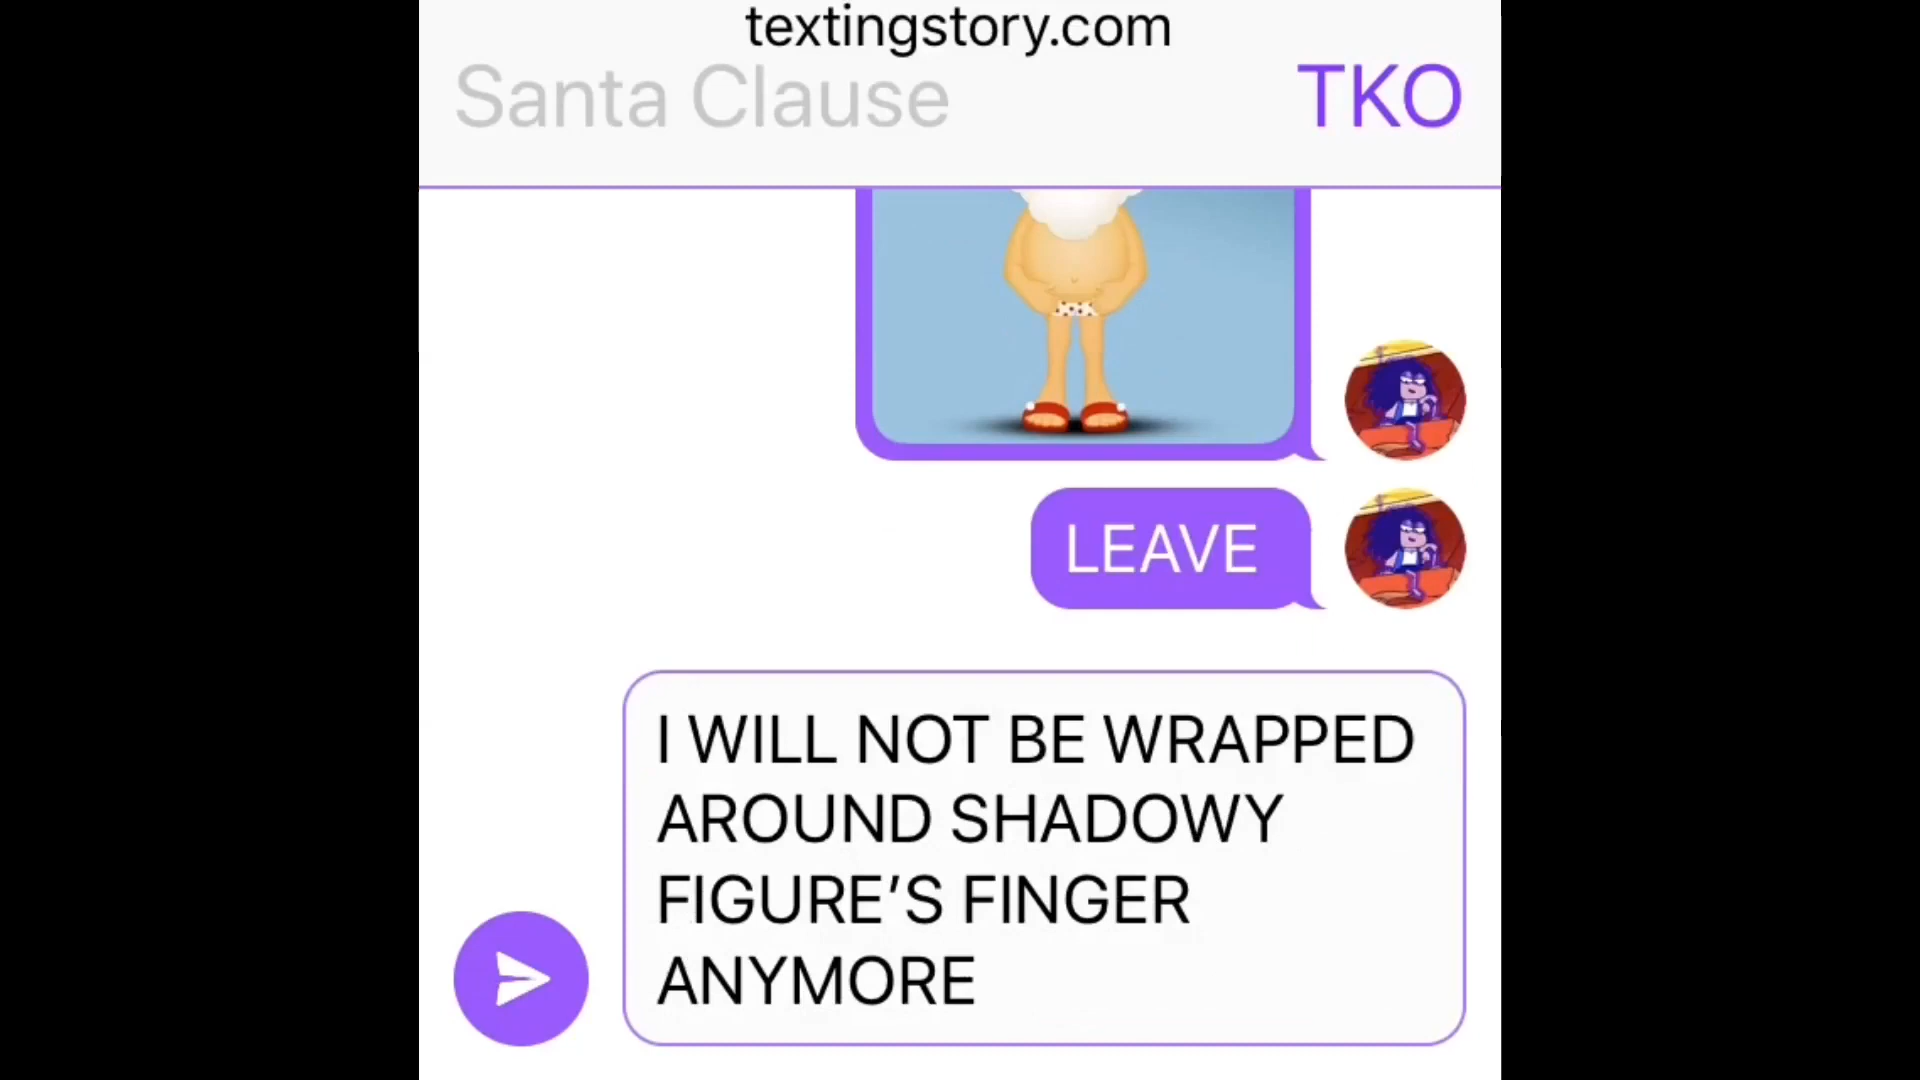 textingstory.com
Santa Clause
TKO
LEAVE
I WILL NOT BE WRAPPED
AROUND SHADOWY
FIGURE’S FINGER
ANYMORE